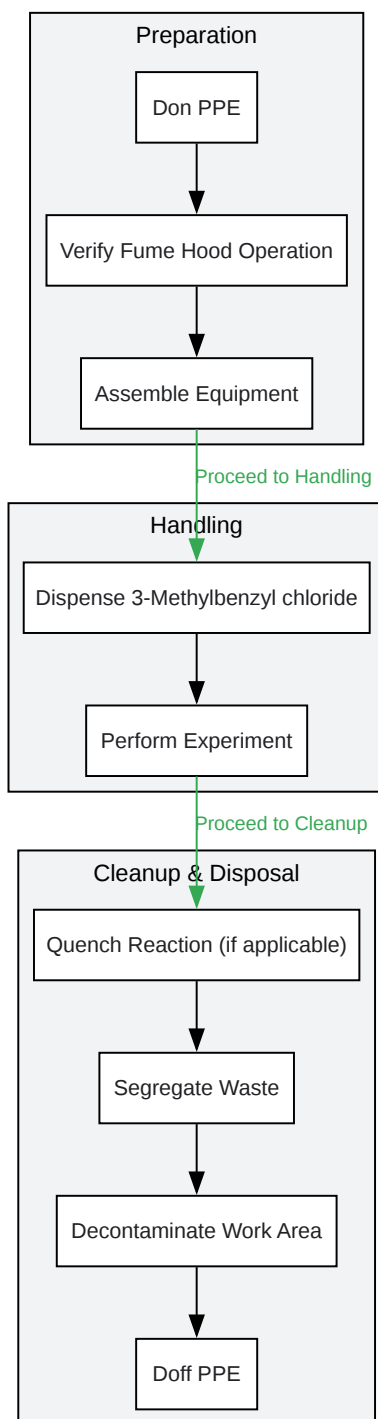 Preparation
Don PPE
Verify Fume Hood Operation
Assemble Equipment
Proceed to Handling
Handling
Dispense 3-Methylbenzyl chloride
Perform Experiment
Proceed to Cleanup
Cleanup & Disposal
Quench Reaction (if applicable)
Segregate Waste
Decontaminate Work Area
Doff PPE